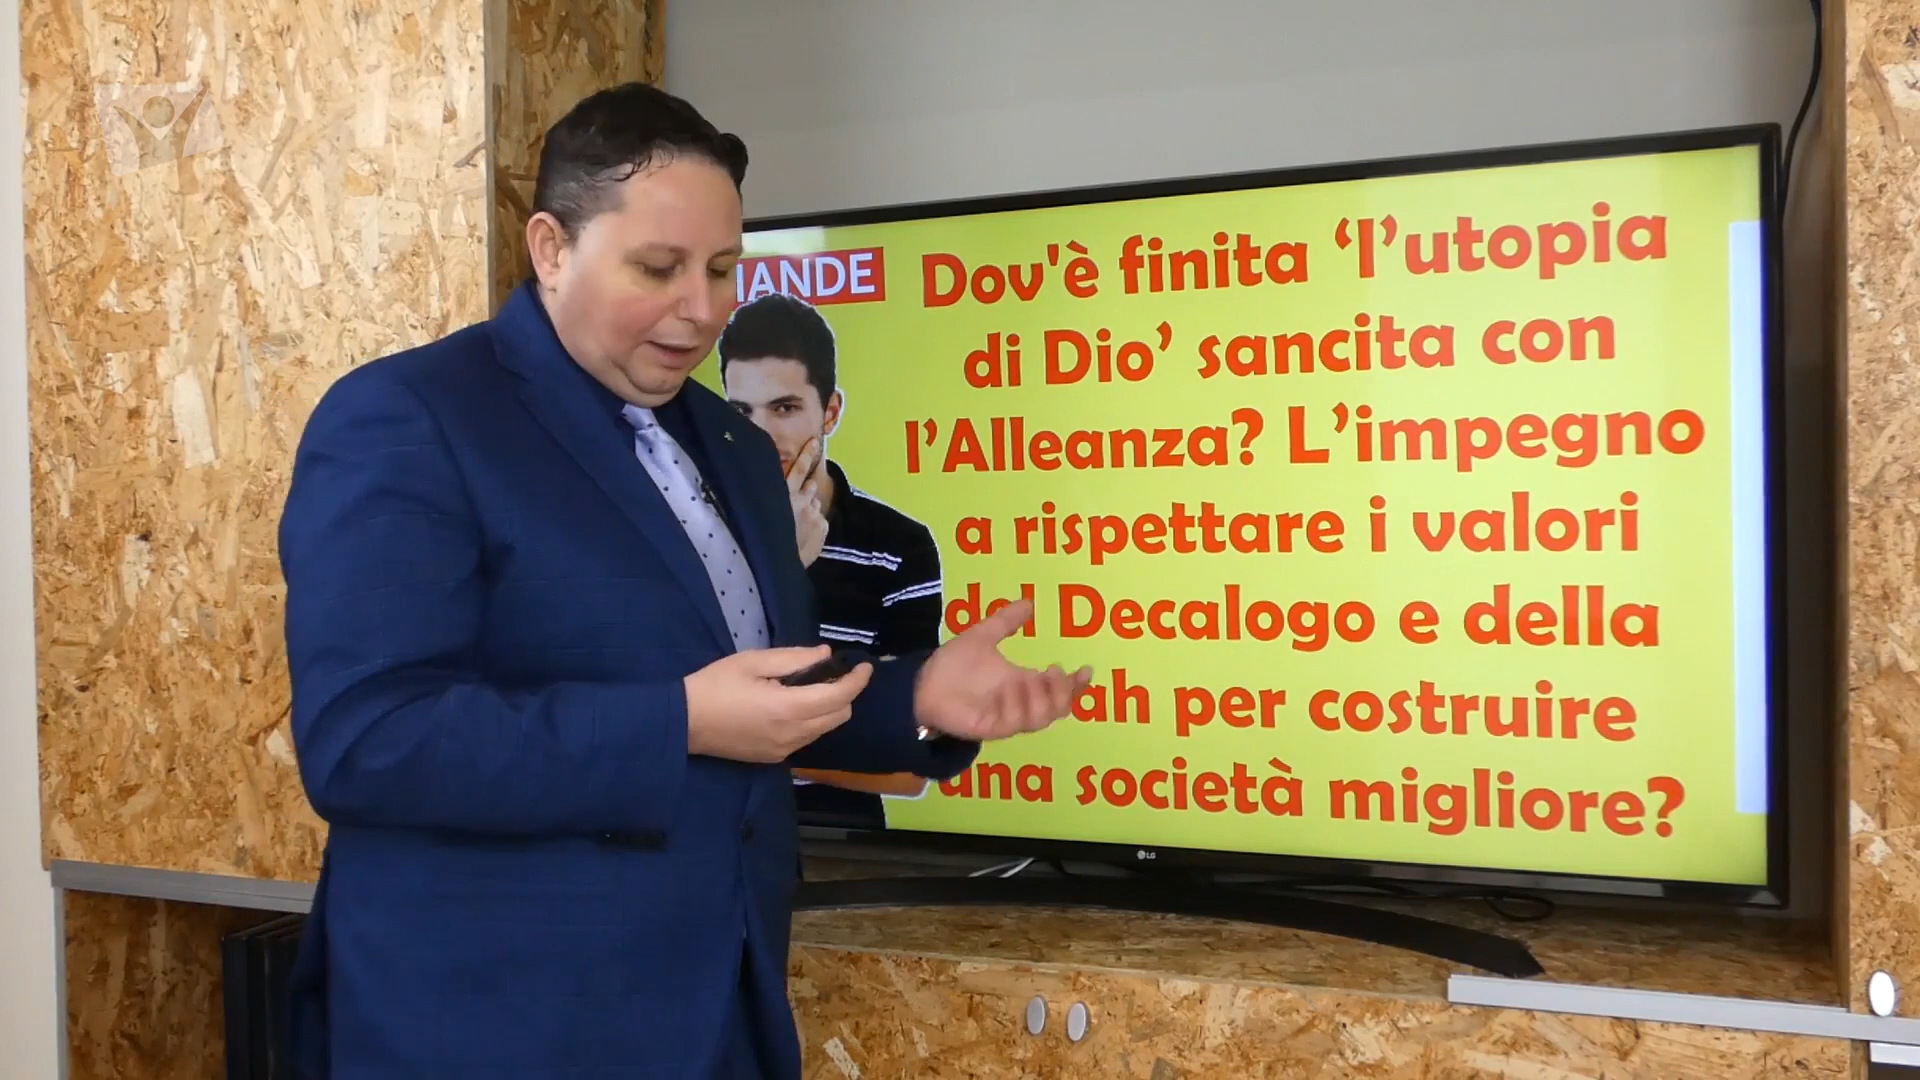 IANDE
Dov'è finita ‘l’utopia
di Dio’ sancita con
l’Alleanza? L’impegno
a rispettare i valori
del Decalogo e della
ah per costruire
una società migliore?
LG